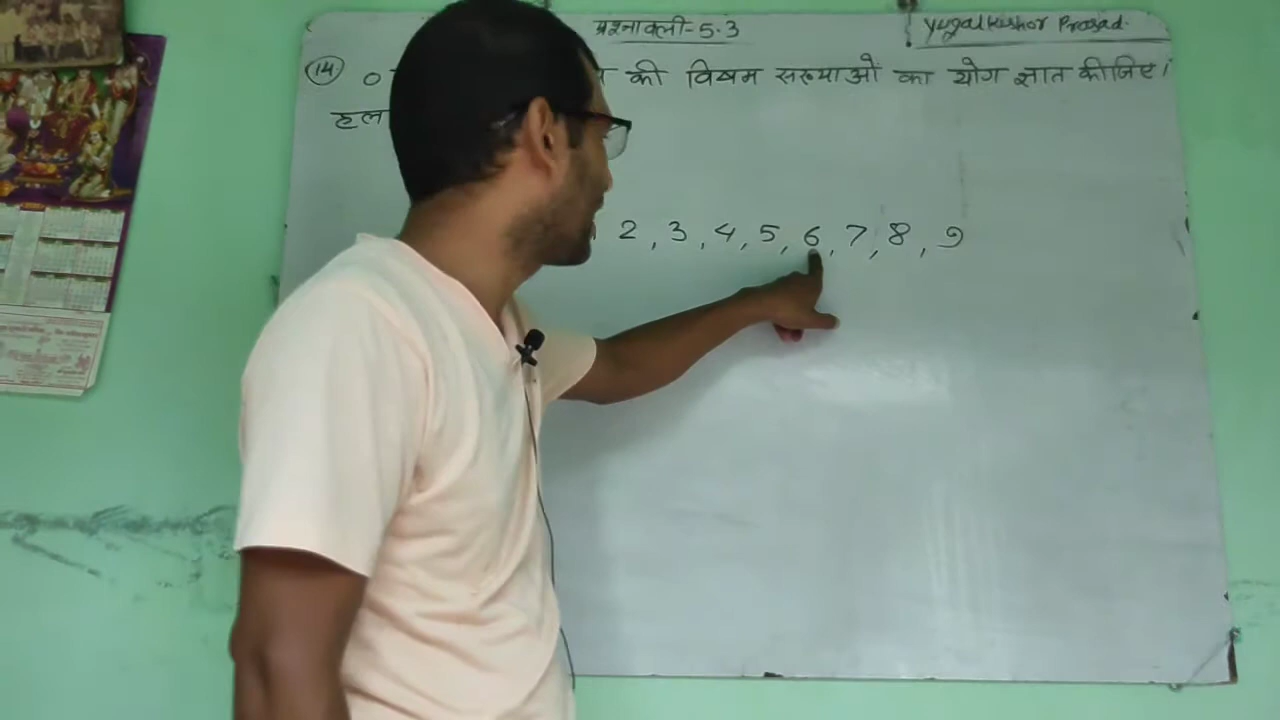 प्रश्नावली-5.3
Yugalkishor Prasad.
(14) 0 की विषम संख्याओं का योग ज्ञात कीजिए।
हल
2, 3, 4, 5, 6, 7, 8, 9